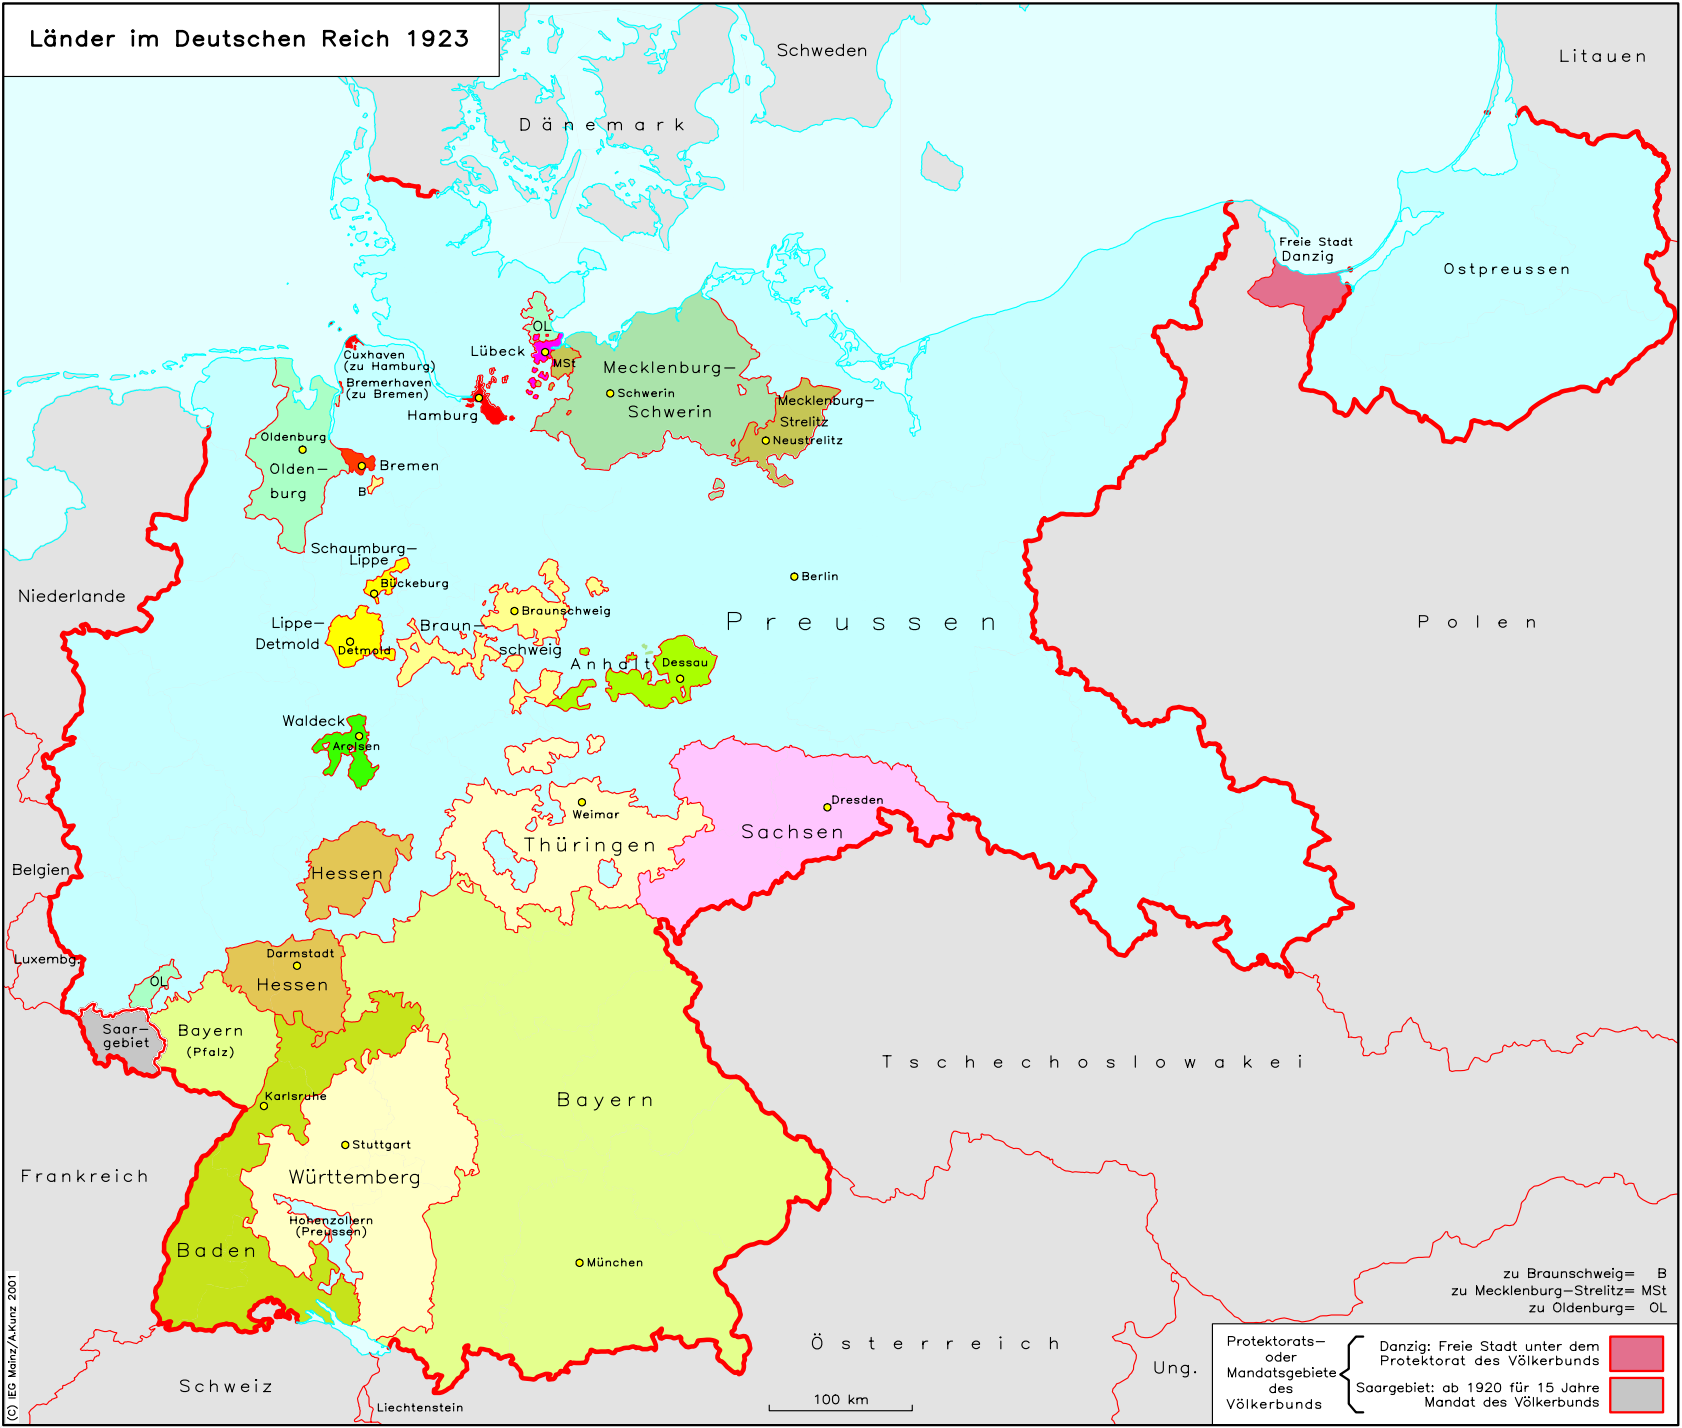 Länder im Deutschen Reich 1923
Schweden
Litauen
Dänemark
Freie Stadt
Danzig
Ostpreussen
OL
Lübeck
MSt
Cuxhaven
(zu Hamburg)
Bremerhaven
(zu Bremen)
Hamburg
Mecklenburg–
Schwerin
Schwerin
Mecklenburg–
Strelitz
Neustrelitz
Oldenburg
Olden–
burg
Bremen
B
Schaumburg–
Lippe
Bückeburg
Berlin
Niederlande
Lippe–
Detmold
Detmold
Braun–
schweig
Braunschweig
Preussen
Polen
Anhalt
Dessau
Waldeck
Arolsen
Dresden
Sachsen
Weimar
Thüringen
Belgien
Hessen
Luxembg.
Darmstadt
Hessen
OL
Saar–
gebiet
Bayern
(Pfalz)
Tschechoslowakei
Karlsruhe
Bayern
Stuttgart
Frankreich
Württemberg
Hohenzollern
(Preussen)
Baden
München
zu Braunschweig= B
zu Mecklenburg–Strelitz= MSt
zu Oldenburg= OL
Österreich
Ung.
Schweiz
Liechtenstein
100 km
Protektorats–
oder
Mandatsgebiete
des
Völkerbunds
Danzig: Freie Stadt unter dem
Protektorat des Völkerbunds
Saargebiet: ab 1920 für 15 Jahre
Mandat des Völkerbunds
(C) IEG Mainz/A.Kunz 2001